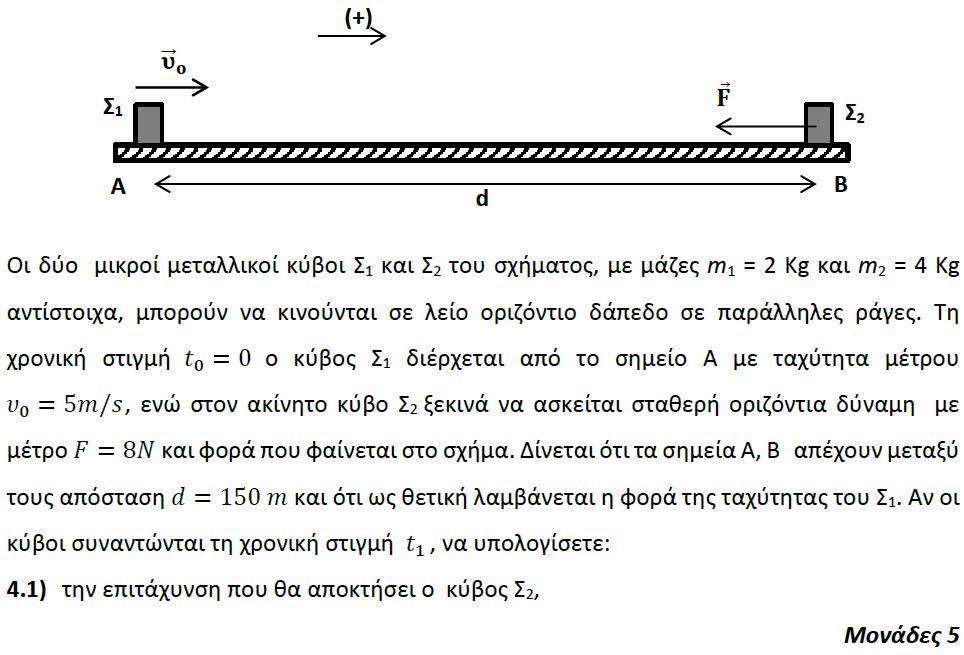 (+)
υ⃗ₒ
Σ₁
F⃗
Σ₂
A
d
B
Οι δύο μικροί μεταλλικοί κύβοι Σ₁ και Σ₂ του σχήματος, με μάζες m₁ = 2 Kg και m₂ = 4 Kg
αντίστοιχα, μπορούν να κινούνται σε λείο οριζόντιο δάπεδο σε παράλληλες ράγες. Τη
χρονική στιγμή t₀ = 0 ο κύβος Σ₁ διέρχεται από το σημείο Α με ταχύτητα μέτρου
υ₀ = 5m/s, ενώ στον ακίνητο κύβο Σ₂ ξεκινά να ασκείται σταθερή οριζόντια δύναμη με
μέτρο F = 8N και φορά που φαίνεται στο σχήμα. Δίνεται ότι τα σημεία Α, Β απέχουν μεταξύ
τους απόσταση d = 150 m και ότι ως θετική λαμβάνεται η φορά της ταχύτητας του Σ₁. Αν οι
κύβοι συναντώνται τη χρονική στιγμή t₁ , να υπολογίσετε:
4.1) την επιτάχυνση που θα αποκτήσει ο κύβος Σ₂,
Μονάδες 5